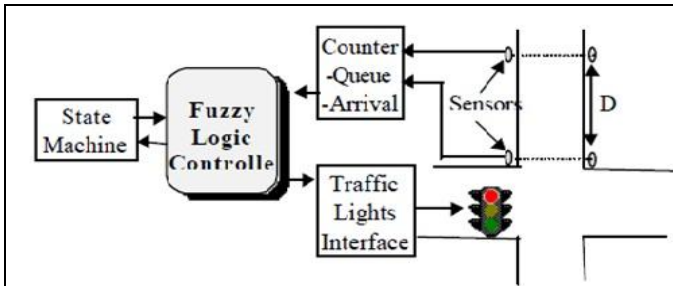 Counter
-Queue
-Arrival
Sensors
D
State
Machine
Fuzzy
Logic
Controlle
Traffic
Lights
Interface